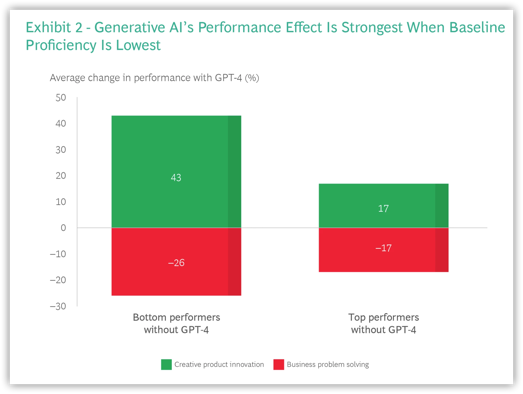 Exhibit 2 - Generative AI's Performance Effect Is Strongest When Baseline
Proficiency Is Lowest
Average change in performance with GPT-4 (%)
50
40
30
20
10
0
–10
–20
–30
43
–26
17
–17
Bottom performers
without GPT-4
Top performers
without GPT-4
Creative product innovation
Business problem solving